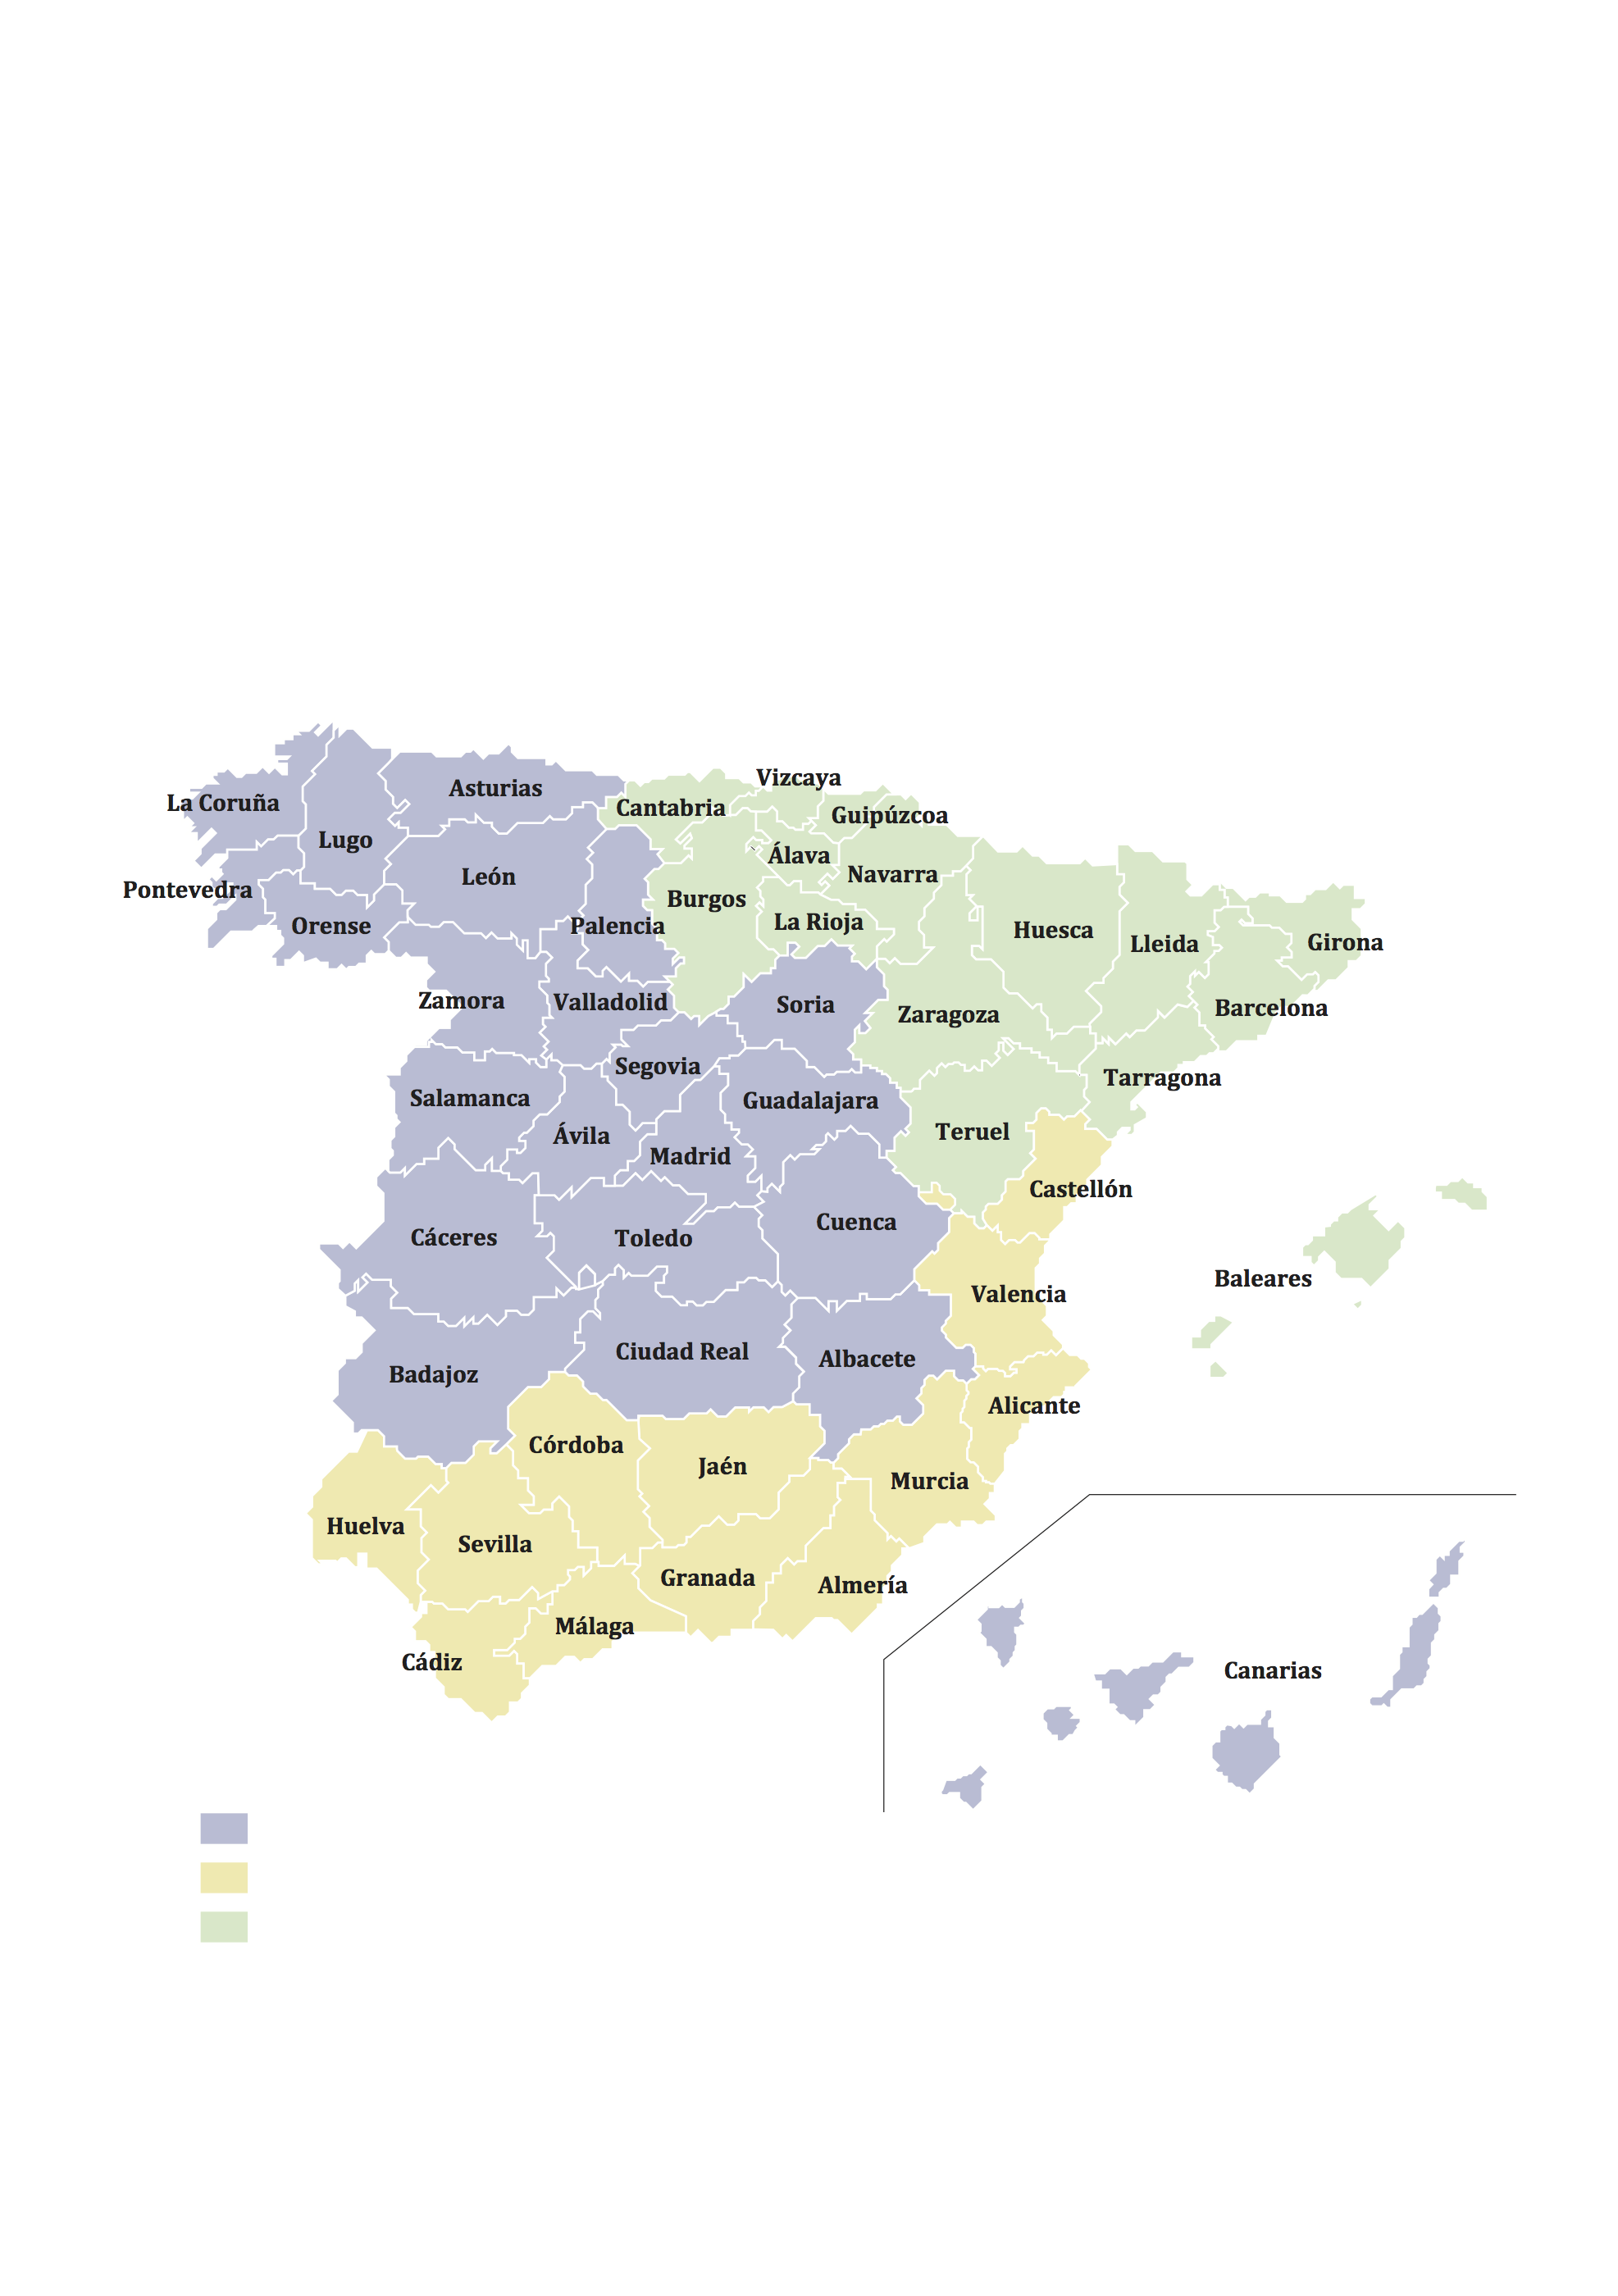 Vizcaya
Asturias
La Coruña
Cantabria
Guipúzcoa
Lugo
Álava
León
Navarra
Pontevedra
Burgos
Orense
Palencia
La Rioja
Huesca
Lleida
Girona
Zamora
Valladolid
Soria
Zaragoza
Barcelona
Segovia
Tarragona
Salamanca
Guadalajara
Ávila
Teruel
Madrid
Castellón
Cuenca
Cáceres
Toledo
Baleares
Valencia
Ciudad Real
Albacete
Badajoz
Alicante
Córdoba
Jaén
Murcia
Huelva
Sevilla
Granada
Almería
Málaga
Cádiz
Canarias